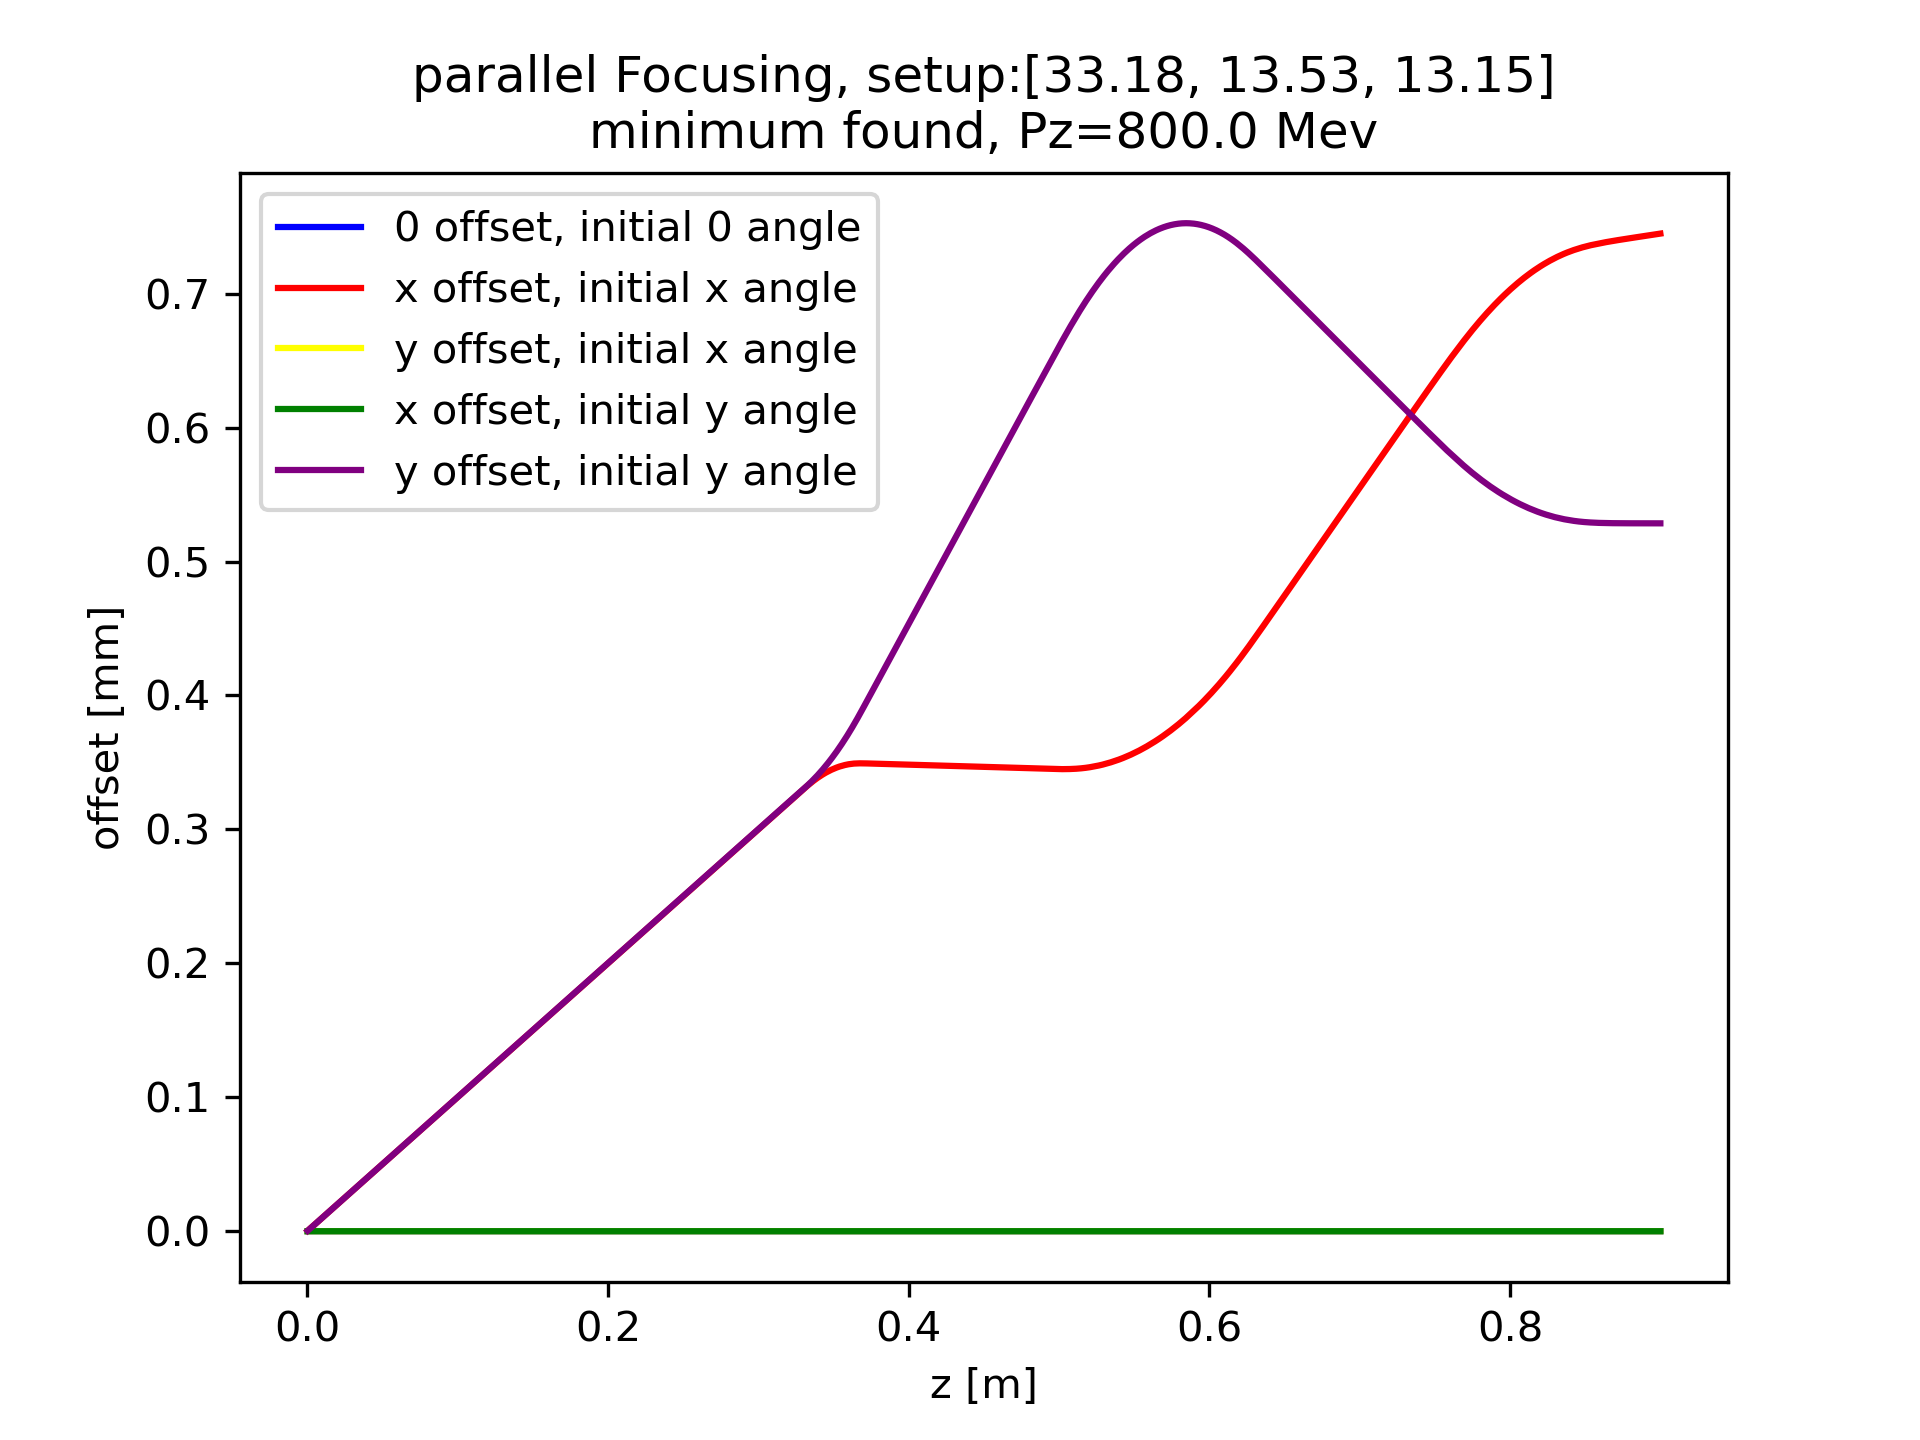 parallel Focusing, setup:[33.18, 13.53, 13.15]
minimum found, Pz=800.0 Mev
0 offset, initial 0 angle
x offset, initial x angle
y offset, initial x angle
x offset, initial y angle
y offset, initial y angle
0.7
0.6
0.5
0.4
0.3
0.2
0.1
0.0
offset [mm]
0.0 0.2 0.4 0.6 0.8
z [m]